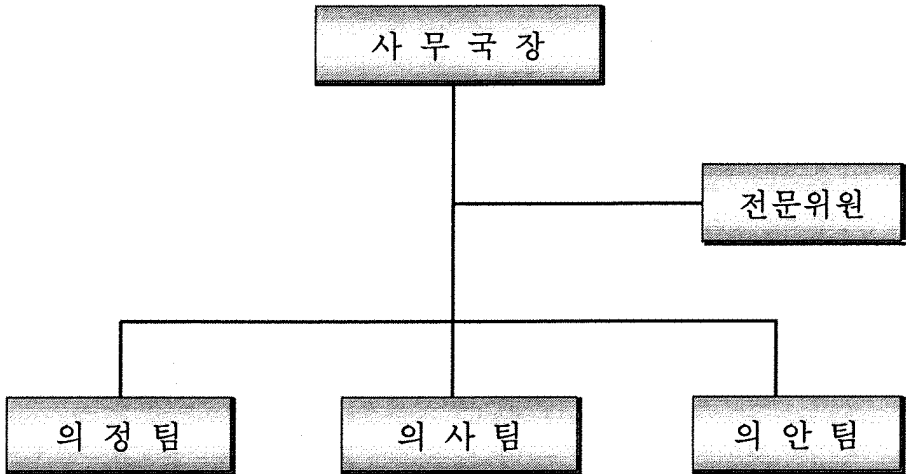 사 무 국 장
전문위원
의 정 팀
의 사 팀
의 안 팀